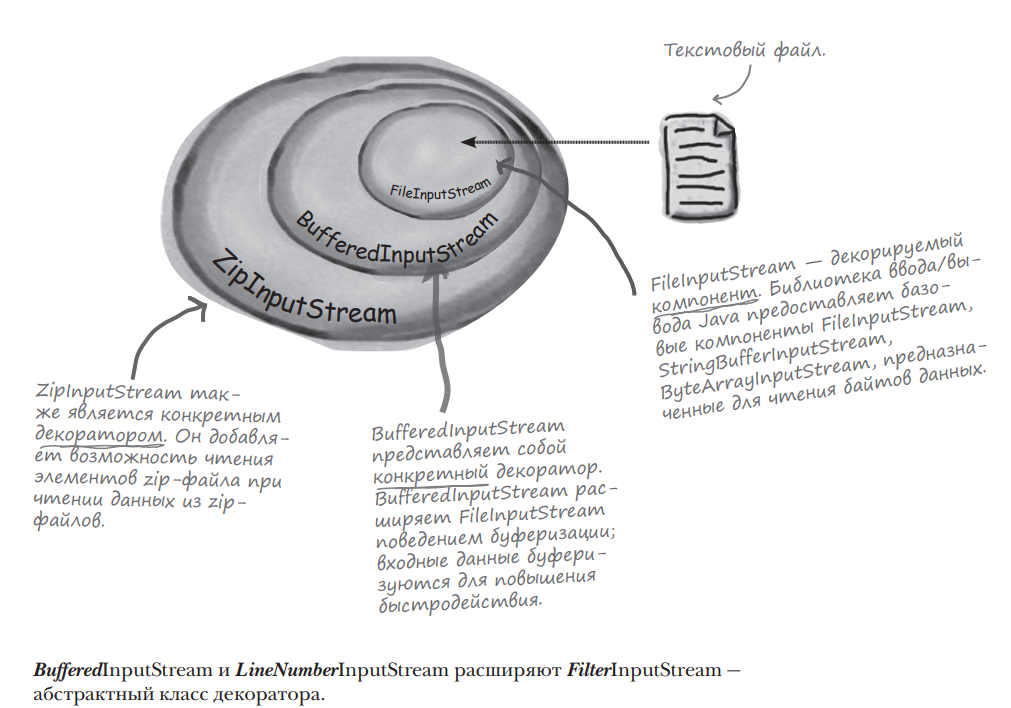 Текстовый файл.
FileInputStream
BufferedInputStream
ZipInputStream
FileInputStream — декорируемый
компонент. Библиотека ввода/вы-
вода Java предоставляет базо-
вые компоненты FileInputStream,
StringBufferInputStream,
ByteArrayInputStream, предназна-
ченные для чтения байтов данных.
ZipInputStream так-
же является конкретным
декоратором. Он добавля-
ет возможность чтения
элементов zip-файла при
чтении данных из zip-
файлов.
BufferedInputStream
представляет собой
конкретный декоратор.
BufferedInputStream рас-
ширяет FileInputStream
поведением буферизации;
входные данные буфери-
зуются для повышения
быстродействия.
BufferedInputStream и LineNumberInputStream расширяют FilterInputStream —
абстрактный класс декоратора.